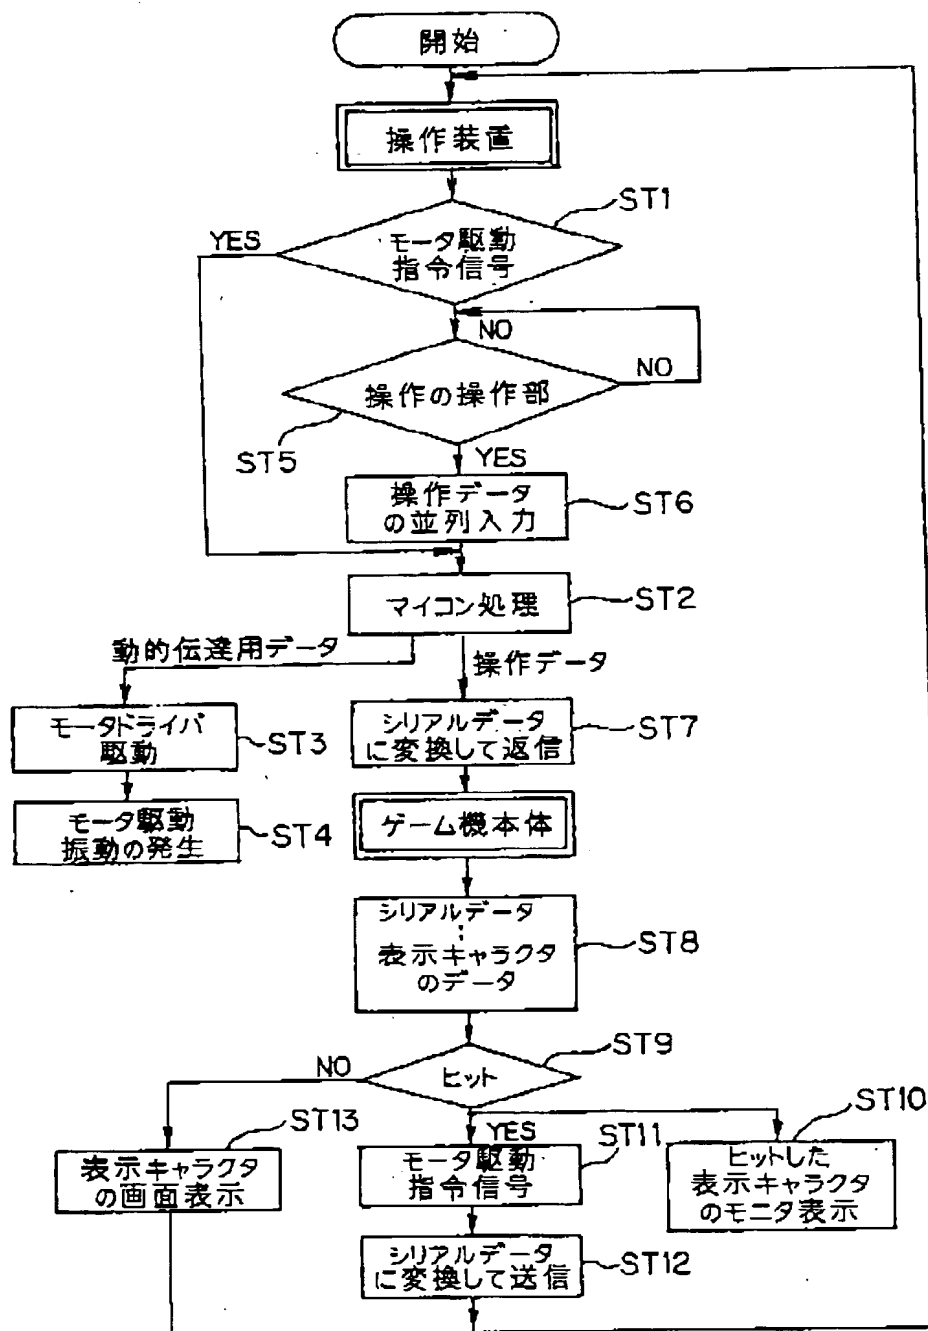 開始
操作装置
ST1
YES
モータ駆動
指令信号
NO
NO
操作の操作部
ST5
YES
操作データ
の並列入力
ST6
マイコン処理
ST2
動的伝達用データ
操作データ
モータドライバ
駆動
ST3
シリアルデータ
に変換して返信
ST7
モータ駆動
振動の発生
ST4
ゲーム機本体
シリアルデータ
⋮
表示キャラクタ
のデータ
ST8
ST9
NO
ヒット
ST10
ST13
YES
ST11
表示キャラクタ
の画面表示
モータ駆動
指令信号
ヒットした
表示キャラクタ
のモニタ表示
シリアルデータ
に変換して送信
ST12